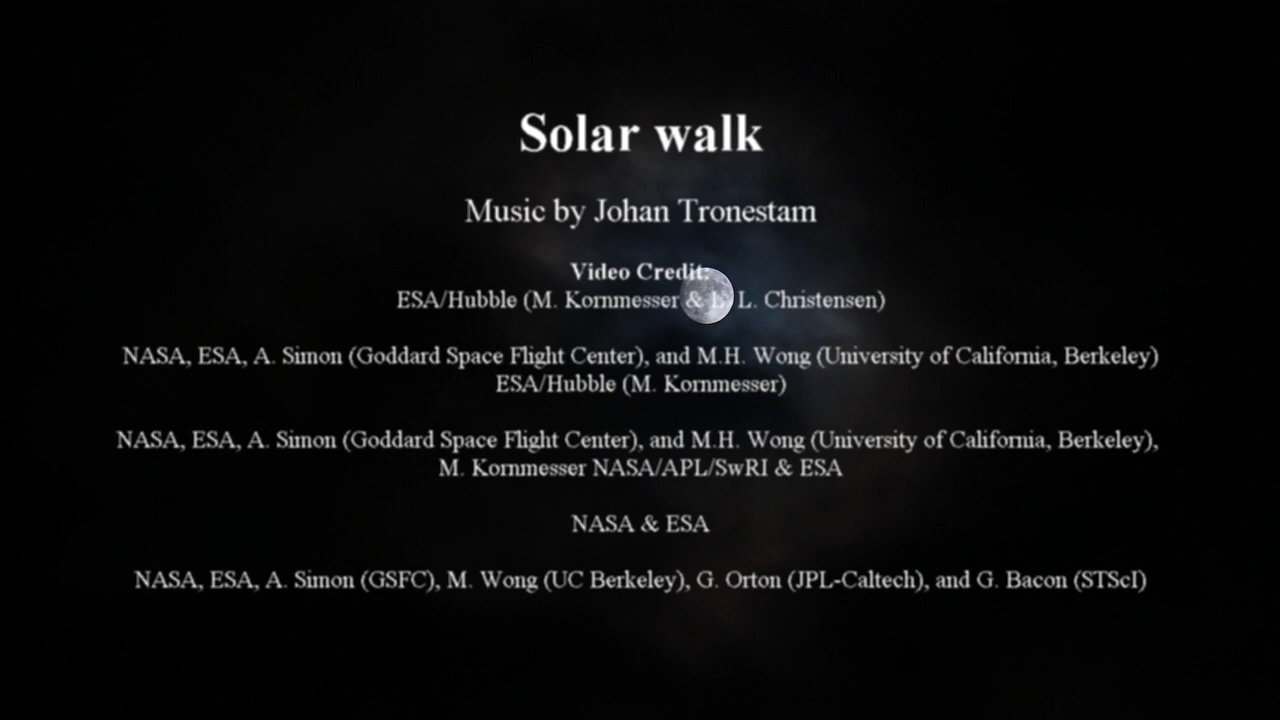 Solar walk
Music by Johan Tronestam
Video Credit:
ESA/Hubble (M. Kornmesser & L. L. Christensen)
NASA, ESA, A. Simon (Goddard Space Flight Center), and M.H. Wong (University of California, Berkeley)
ESA/Hubble (M. Kornmesser)
NASA, ESA, A. Simon (Goddard Space Flight Center), and M.H. Wong (University of California, Berkeley),
M. Kornmesser NASA/APL/SwRI & ESA
NASA & ESA
NASA, ESA, A. Simon (GSFC), M. Wong (UC Berkeley), G. Orton (JPL-Caltech), and G. Bacon (STScI)